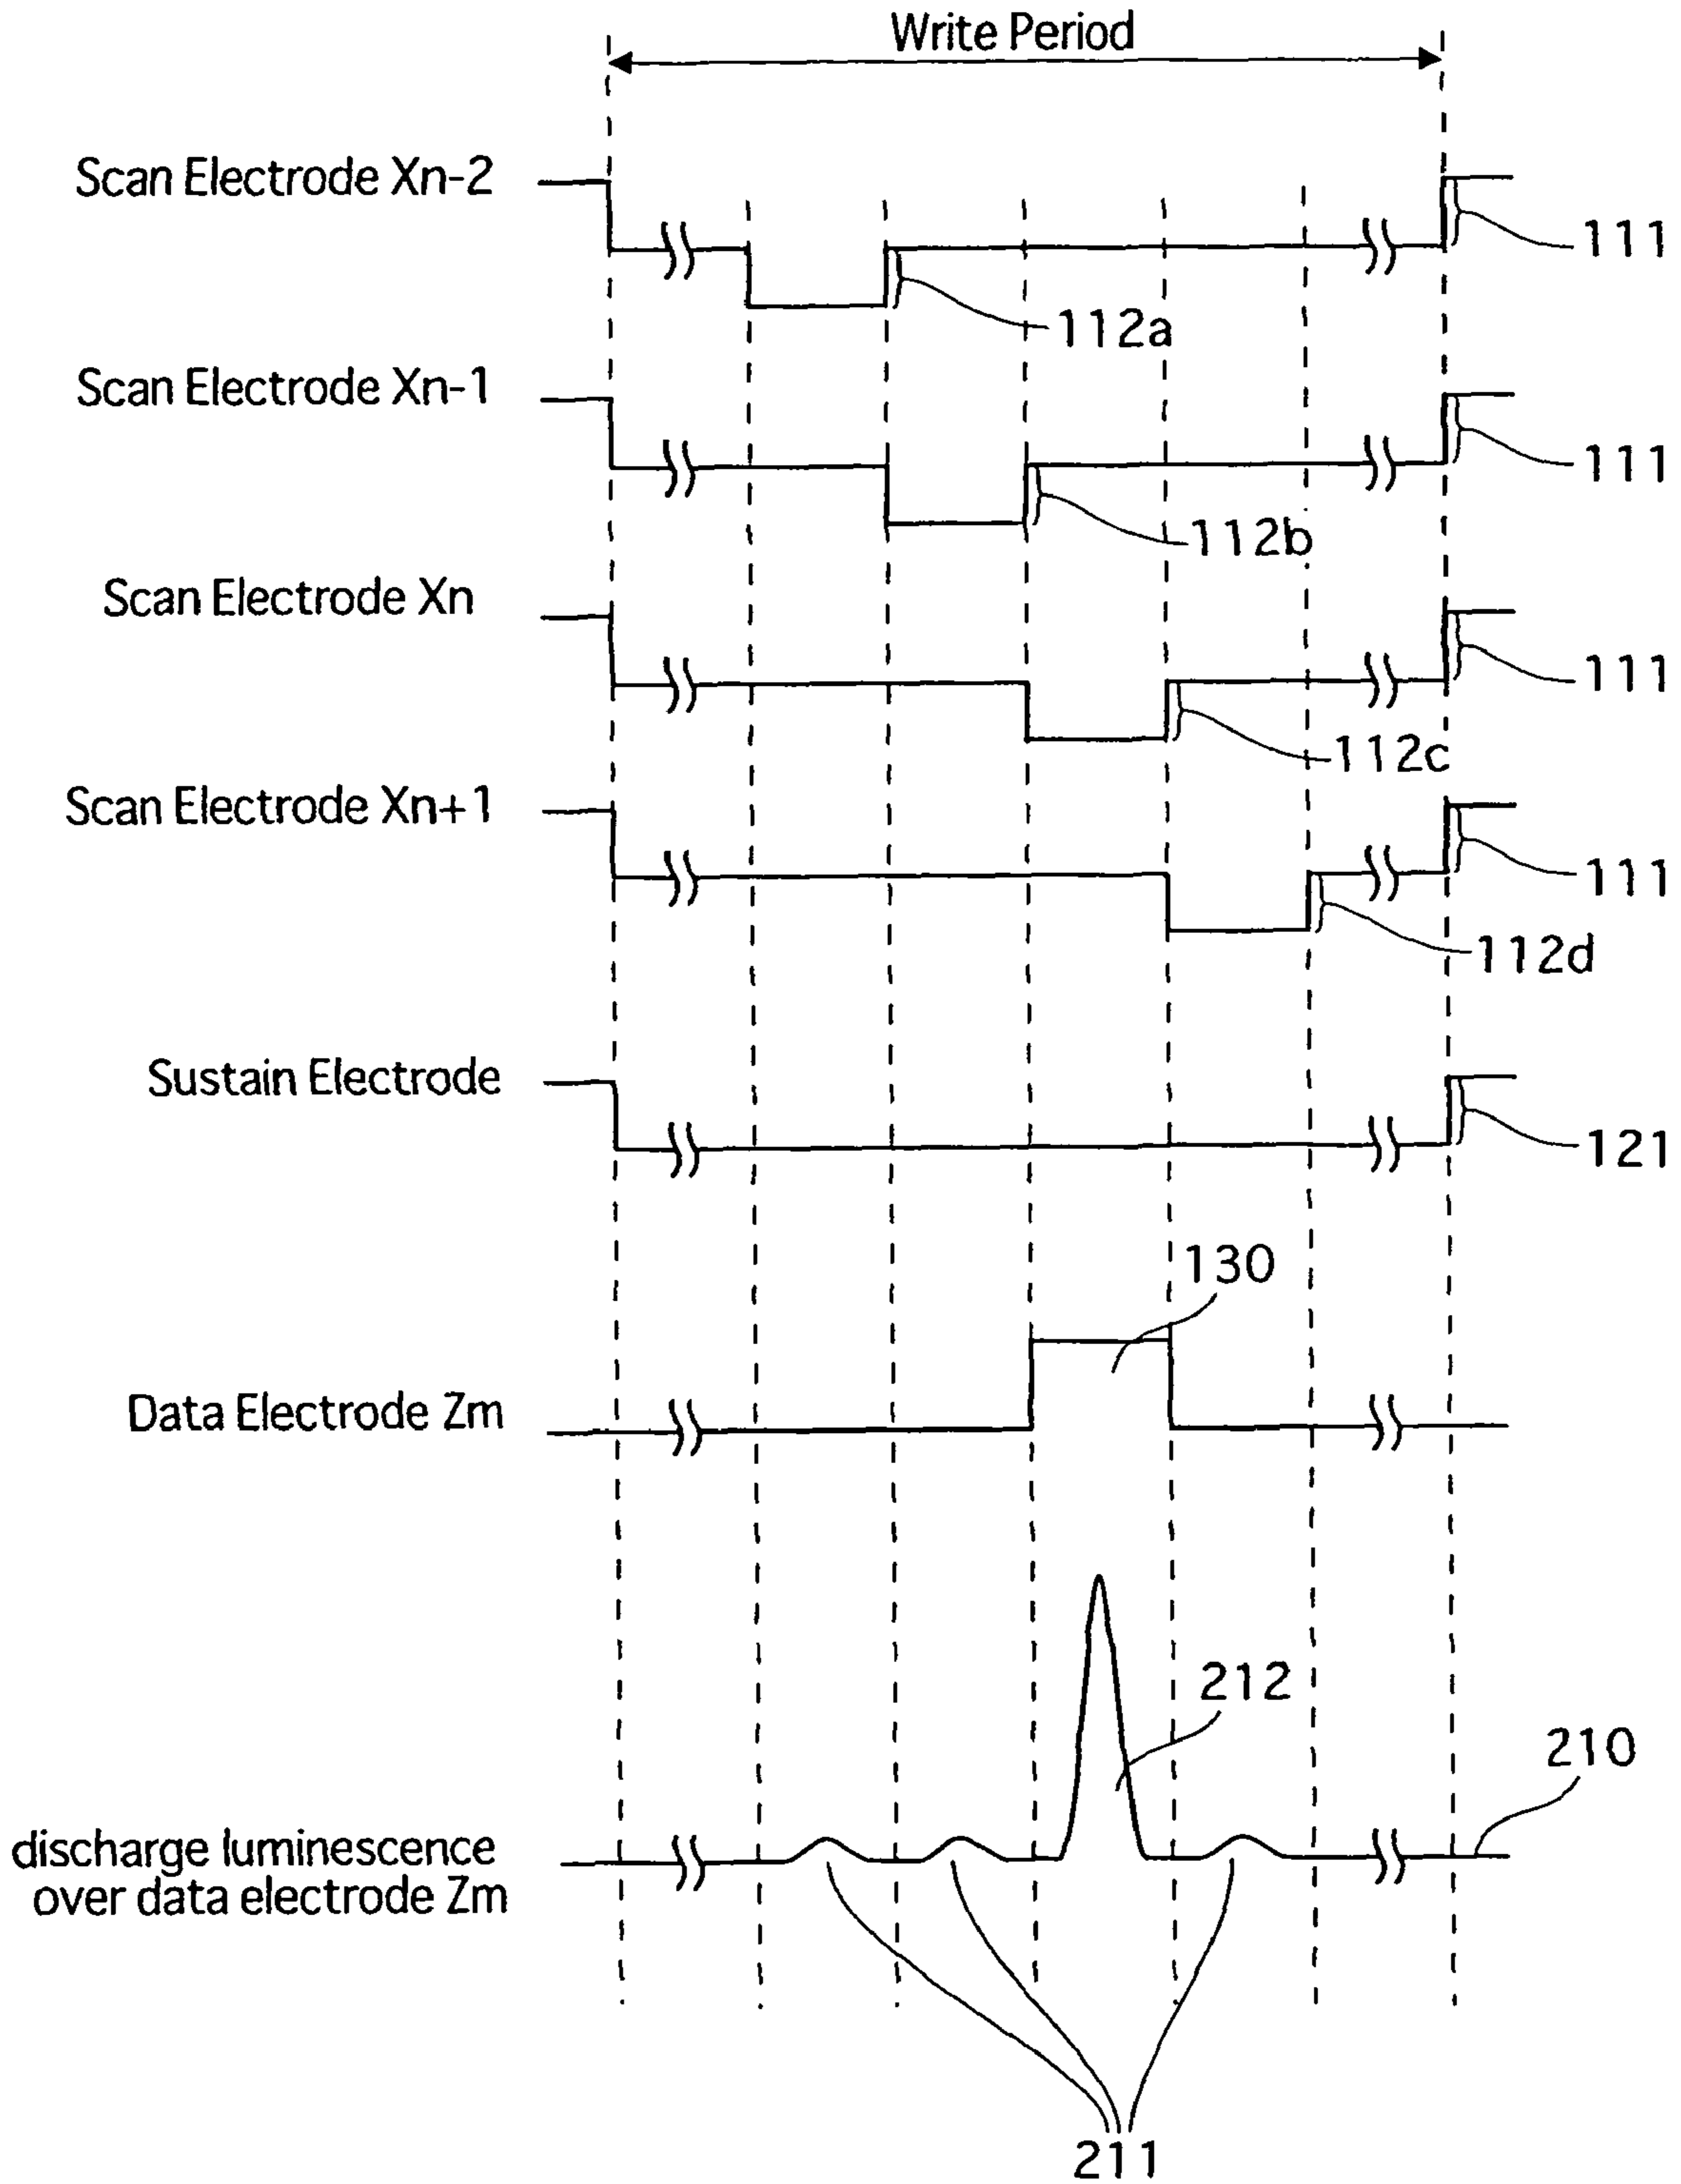 Write Period
Scan Electrode Xn-2
111
112a
Scan Electrode Xn-1
111
112b
Scan Electrode Xn
111
112c
Scan Electrode Xn+1
111
112d
Sustain Electrode
121
130
Data Electrode Zm
212
210
discharge luminescence
over data electrode Zm
211